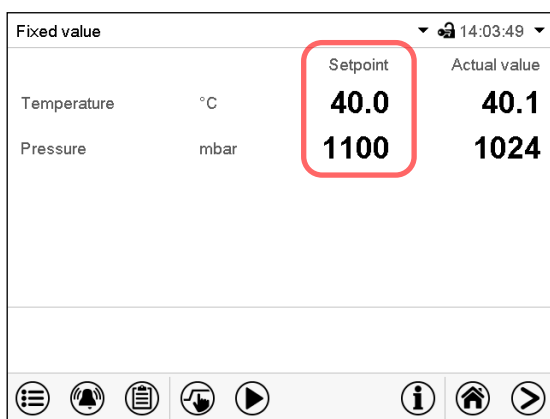 Fixed value 14:03:49
Setpoint Actual value
Temperature °C 40.0 40.1
Pressure mbar 1100 1024